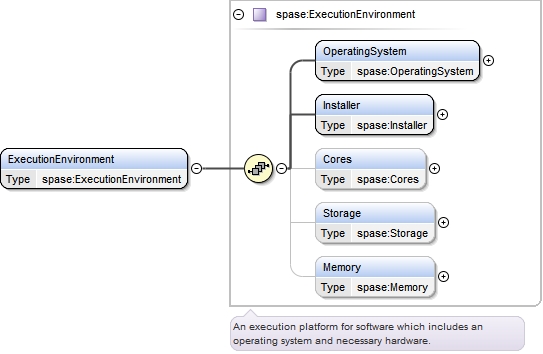 spase:ExecutionEnvironment
OperatingSystem
Type spase:OperatingSystem
Installer
Type spase:Installer
ExecutionEnvironment
Type spase:ExecutionEnvironment
Cores
Type spase:Cores
Storage
Type spase:Storage
Memory
Type spase:Memory
An execution platform for software which includes an
operating system and necessary hardware.